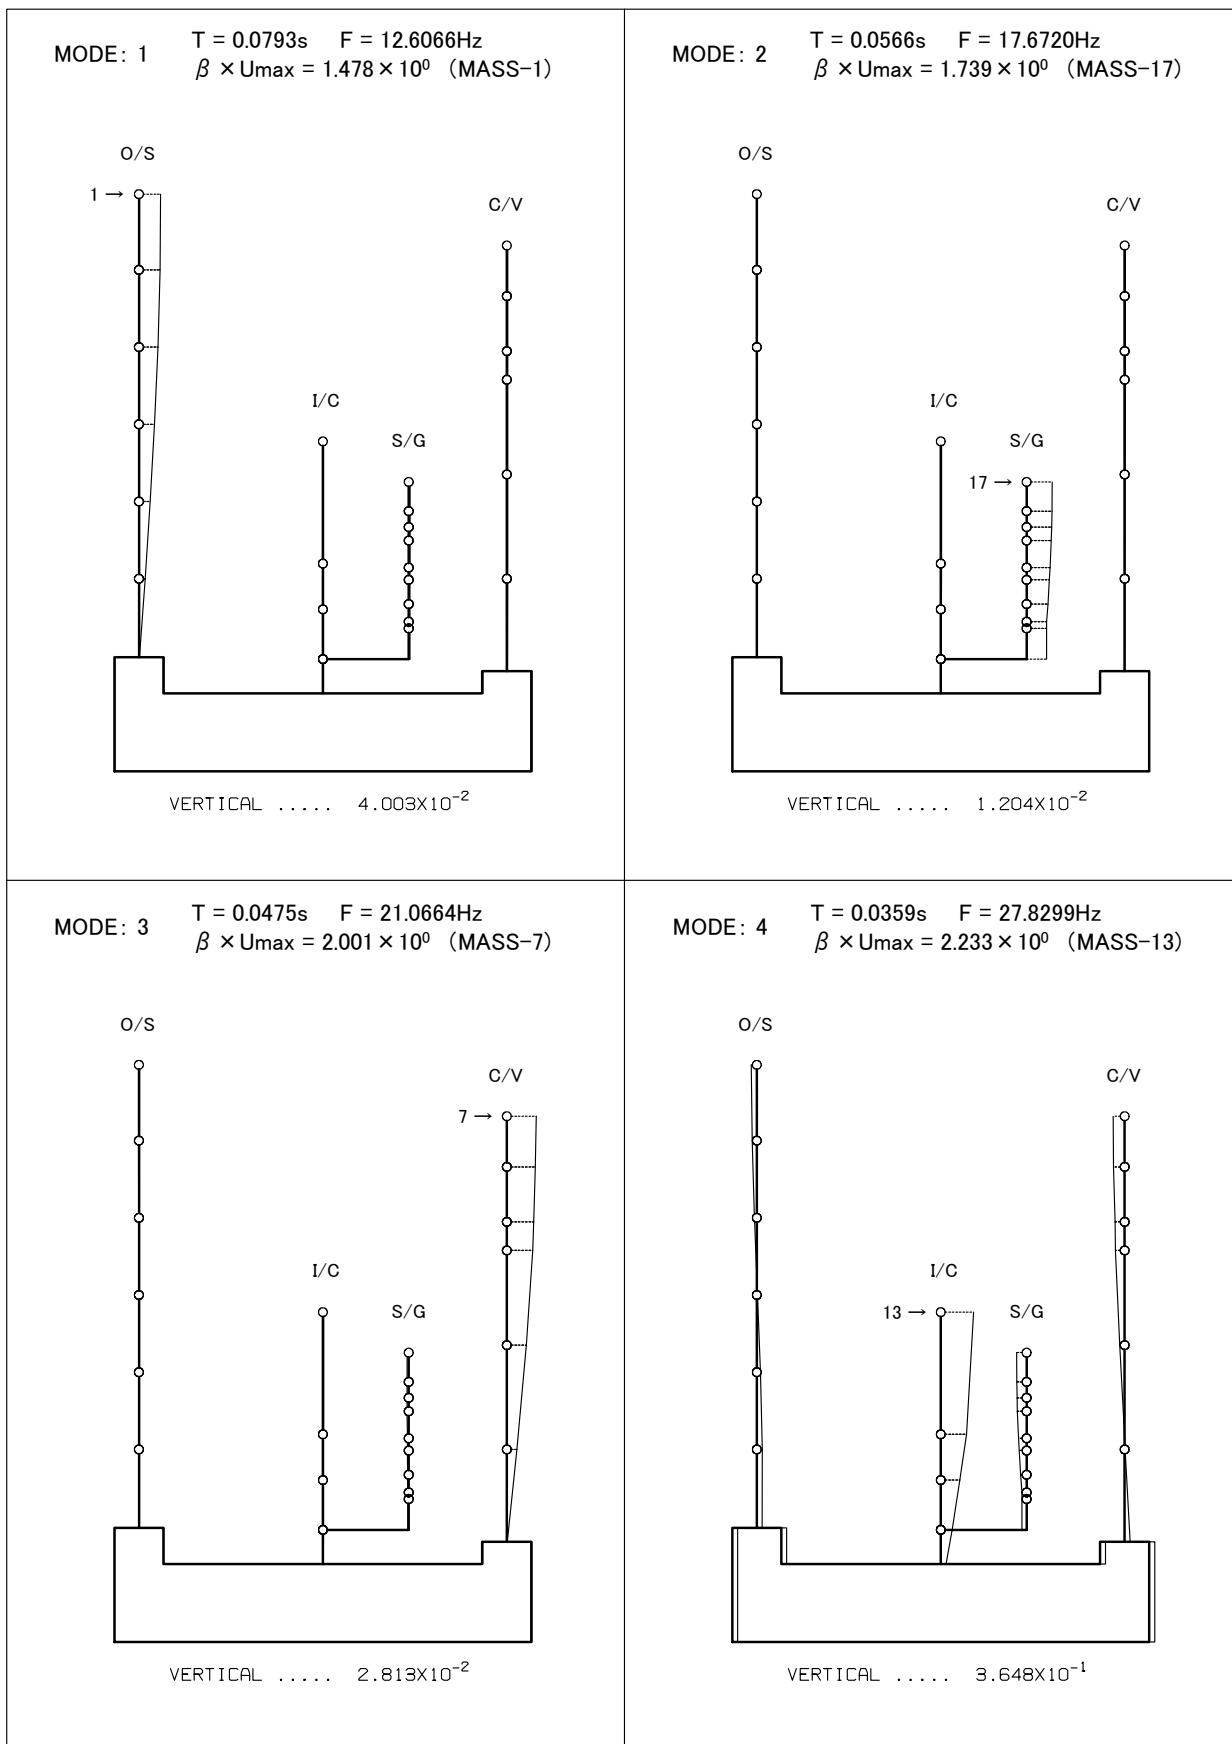 MODE: 1
T = 0.0793s F = 12.6066Hz
β × Umax = 1.478 × 10⁰ (MASS-1)
O/S
1 →
C/V
I/C
S/G
VERTICAL ..... 4.003X10⁻²
MODE: 2
T = 0.0566s F = 17.6720Hz
β × Umax = 1.739 × 10⁰ (MASS-17)
O/S
C/V
I/C
S/G
17 →
VERTICAL ..... 1.204X10⁻²
MODE: 3
T = 0.0475s F = 21.0664Hz
β × Umax = 2.001 × 10⁰ (MASS-7)
O/S
C/V
7 →
I/C
S/G
VERTICAL ..... 2.813X10⁻²
MODE: 4
T = 0.0359s F = 27.8299Hz
β × Umax = 2.233 × 10⁰ (MASS-13)
O/S
C/V
I/C
13 →
S/G
VERTICAL ..... 3.648X10⁻¹